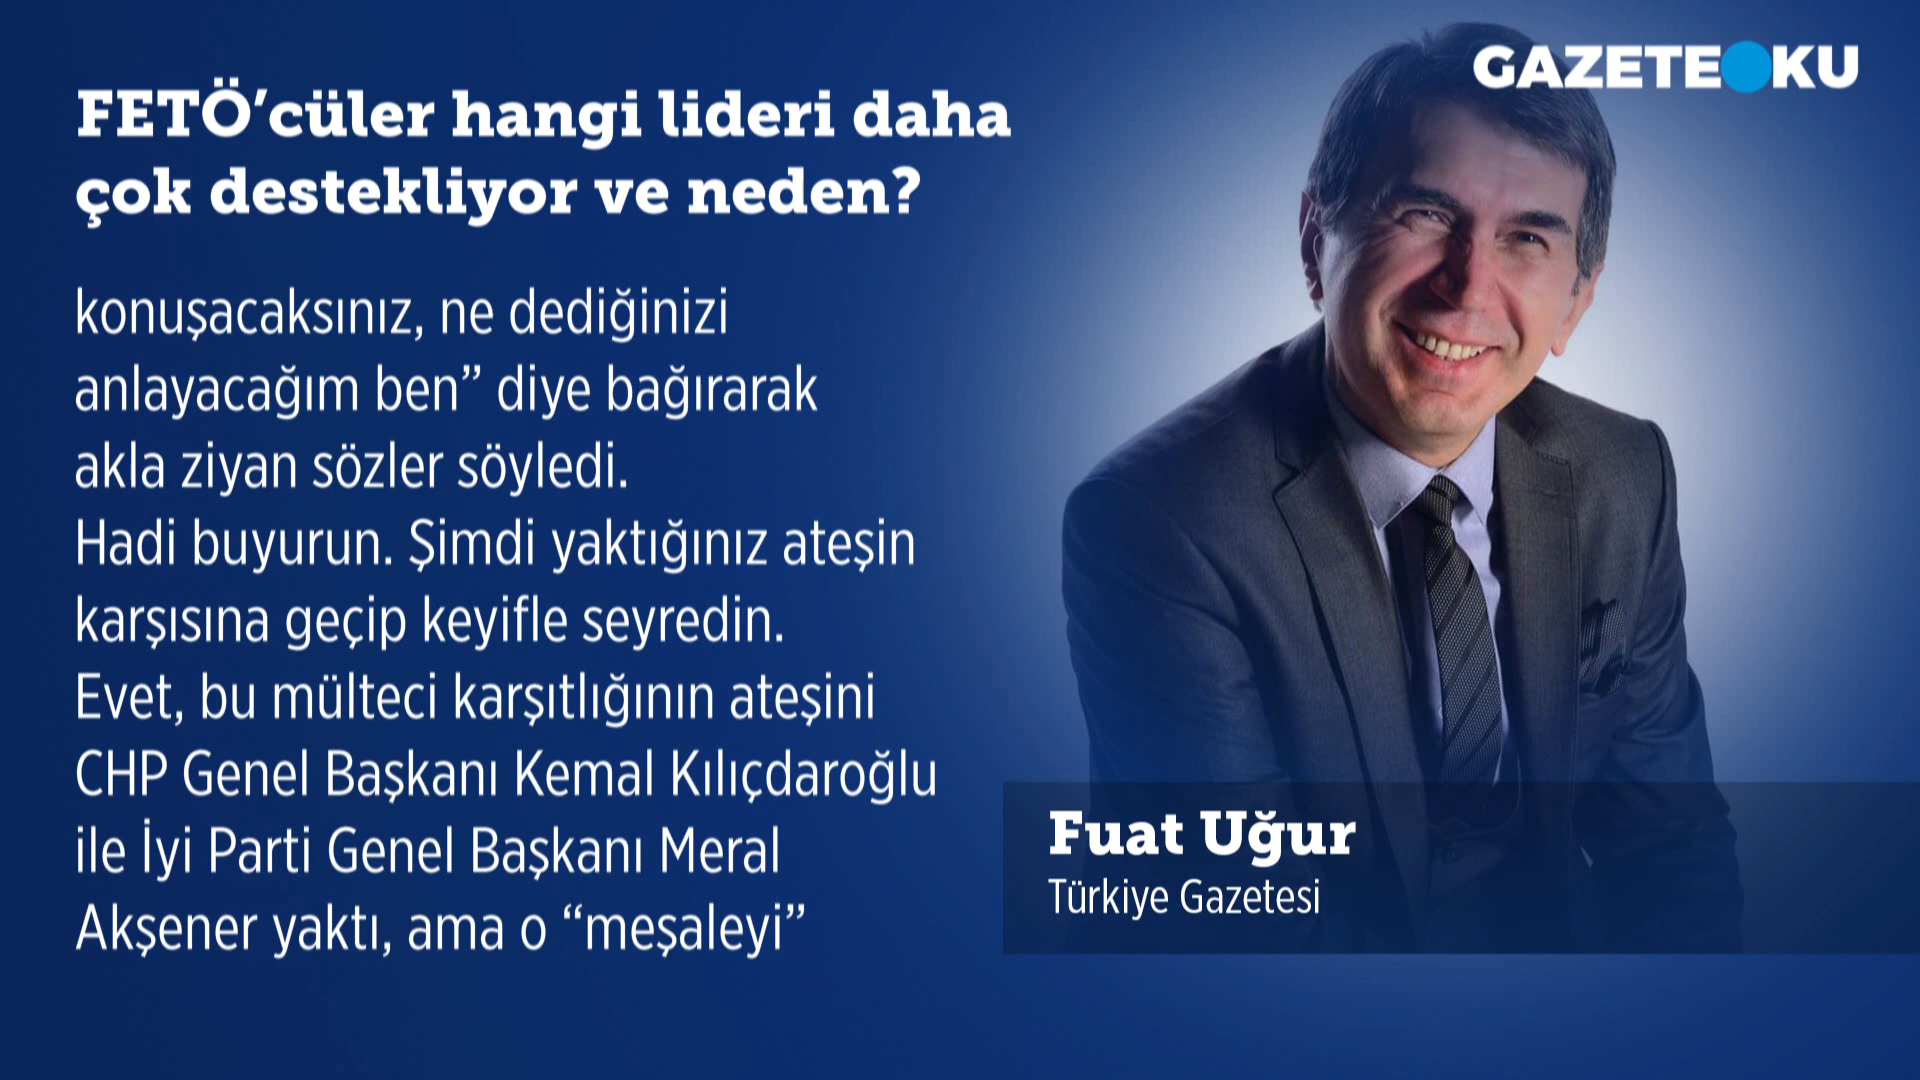 GAZETEOKU
FETÖ’cüler hangi lideri daha
çok destekliyor ve neden?
konuşacaksınız, ne dediğinizi
anlayacağım ben” diye bağırarak
akla ziyan sözler söyledi.
Hadi buyurun. Şimdi yaktığınız ateşin
karşısına geçip keyifle seyredin.
Evet, bu mülteci karşıtlığının ateşini
CHP Genel Başkanı Kemal Kılıçdaroğlu
ile İyi Parti Genel Başkanı Meral
Akşener yaktı, ama o “meşaleyi”
Fuat Uğur
Türkiye Gazetesi